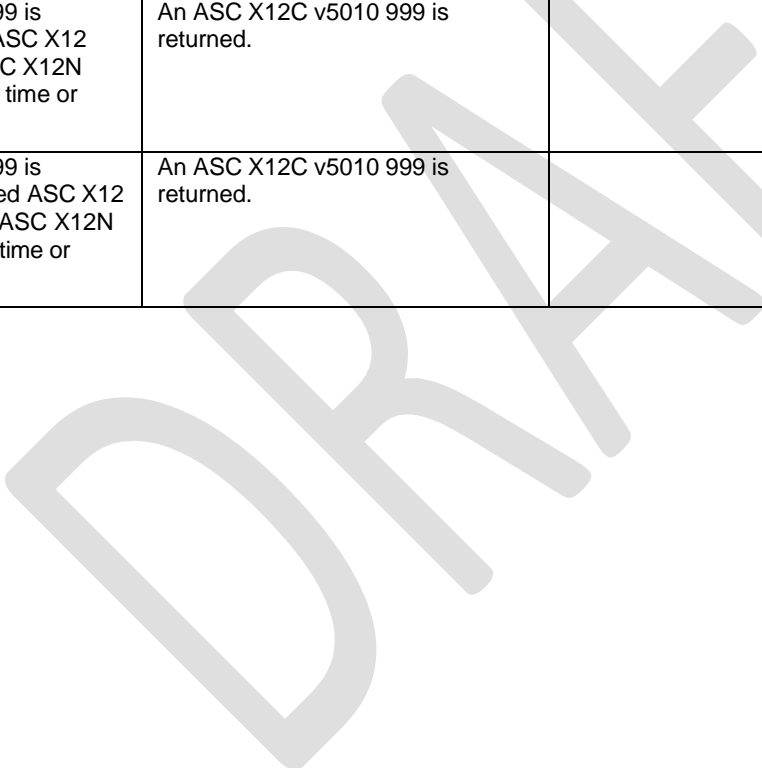 99 is
ASC X12
C X12N
time or
An ASC X12C v5010 999 is
returned.
99 is
ed ASC X12
ASC X12N
time or
An ASC X12C v5010 999 is
returned.
DRAF